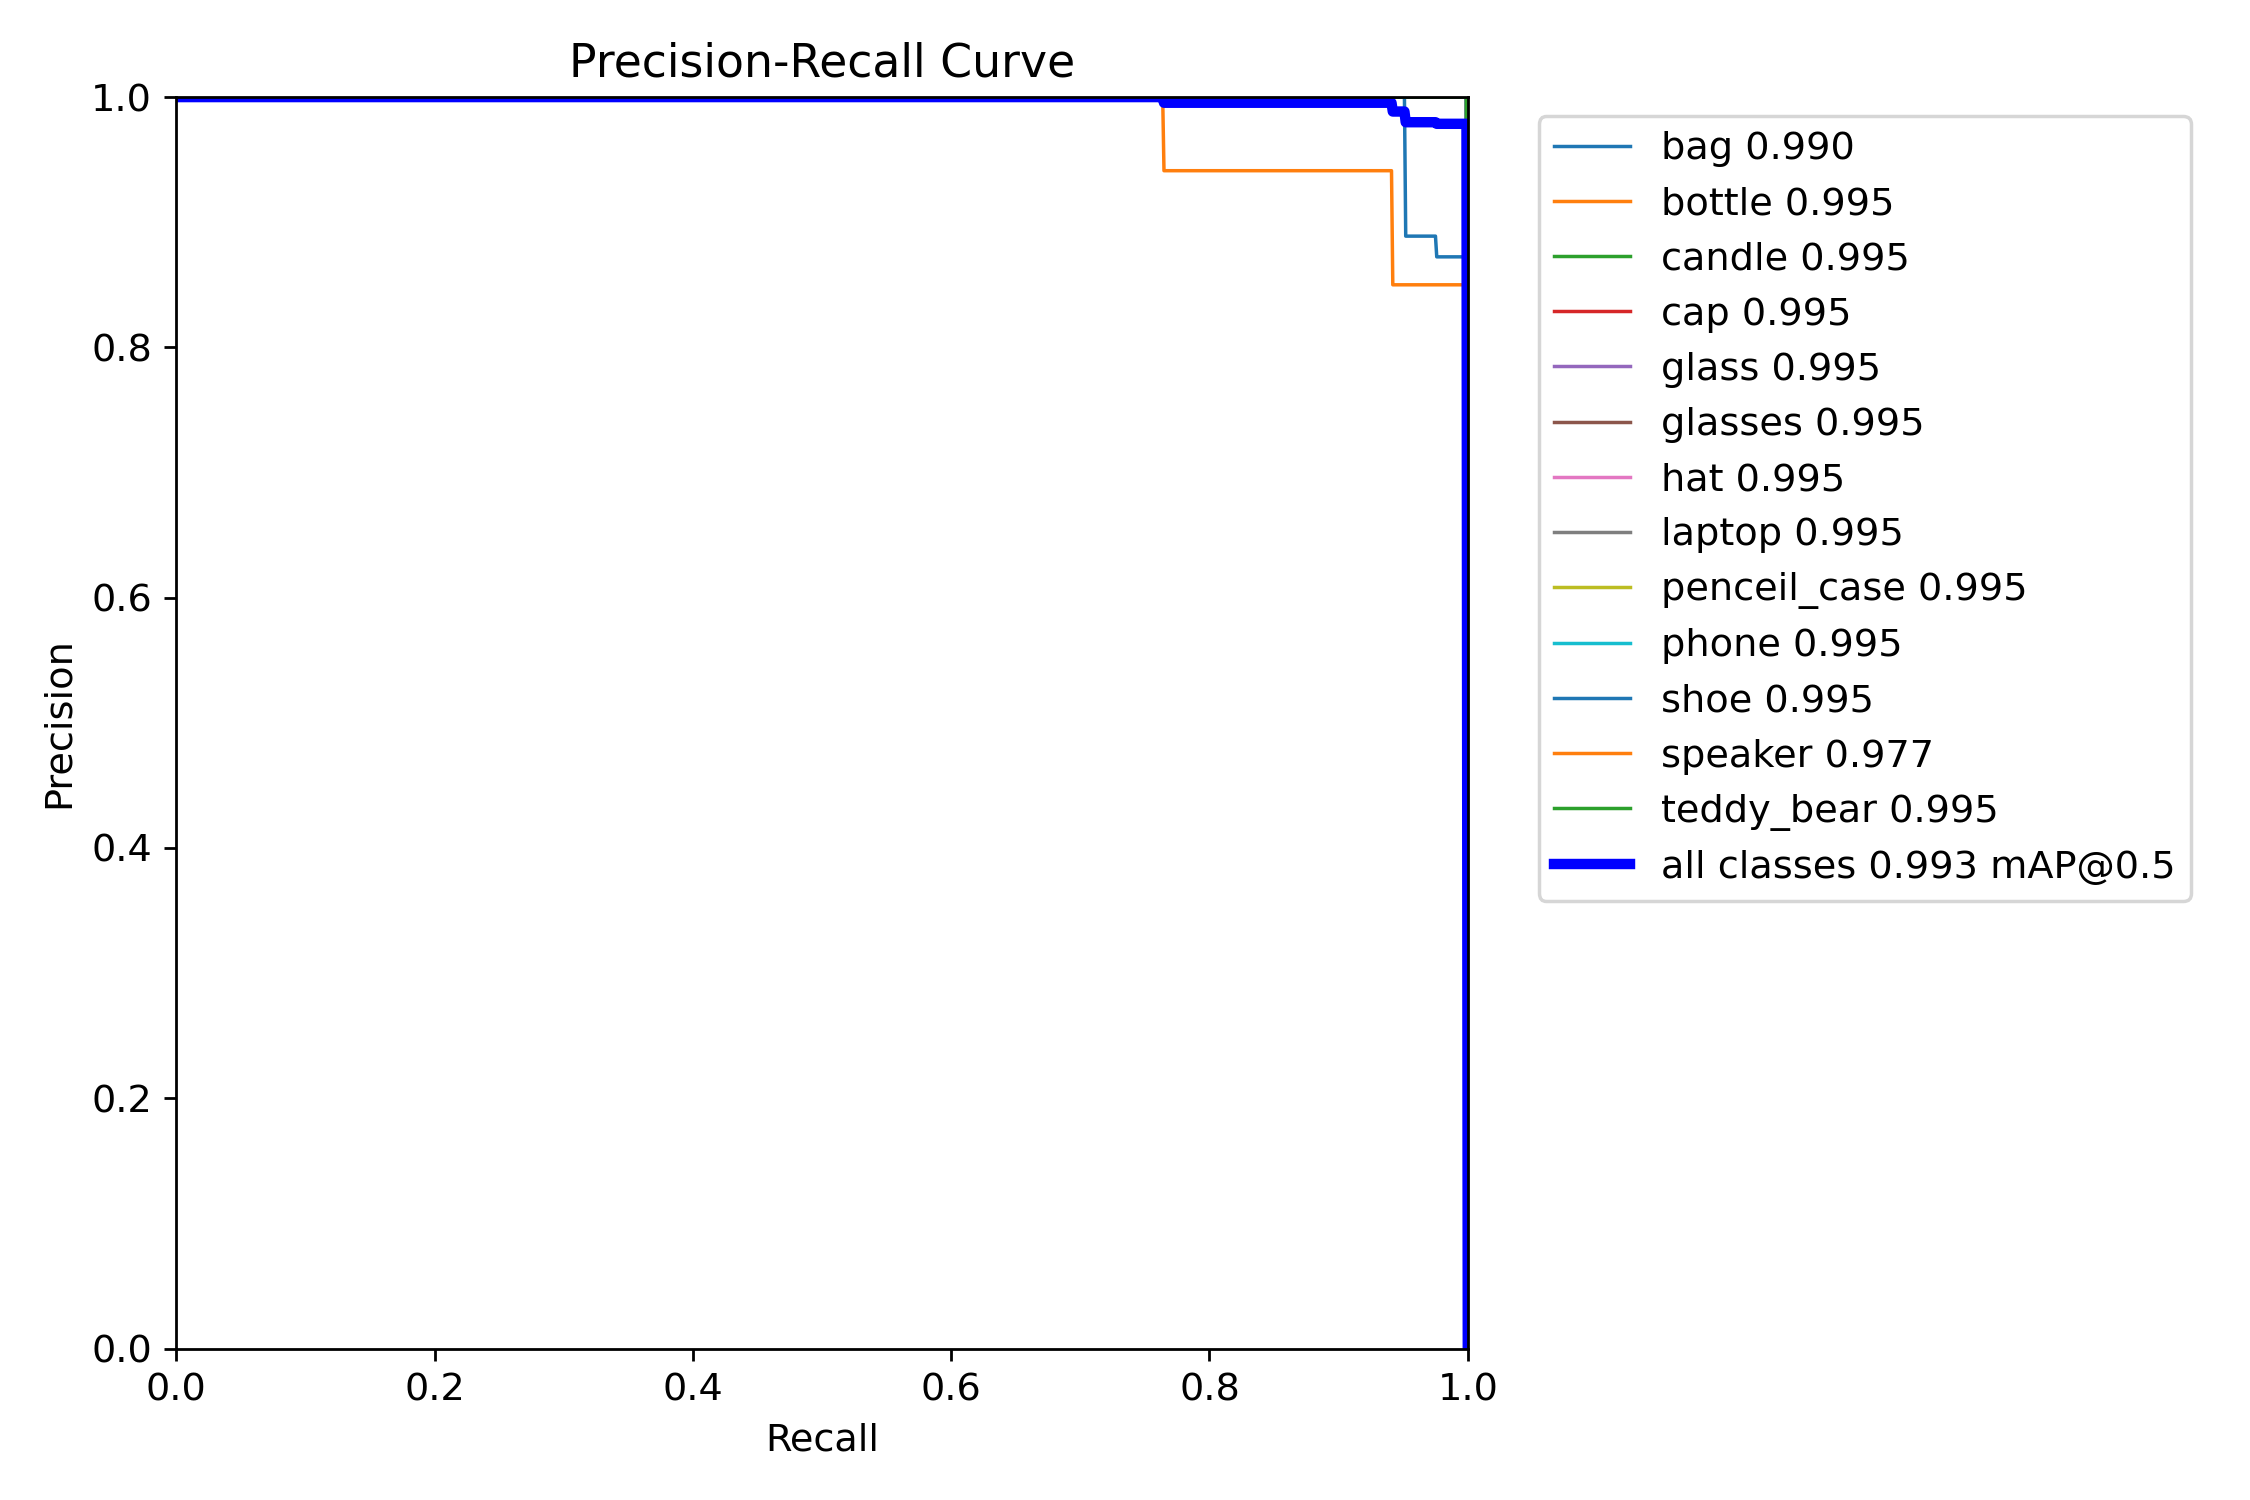 Precision-Recall Curve
1.0
0.8
0.6
0.4
0.2
0.0
Precision
0.0 0.2 0.4 0.6 0.8 1.0
Recall
bag 0.990
bottle 0.995
candle 0.995
cap 0.995
glass 0.995
glasses 0.995
hat 0.995
laptop 0.995
penceil_case 0.995
phone 0.995
shoe 0.995
speaker 0.977
teddy_bear 0.995
all classes 0.993 mAP@0.5